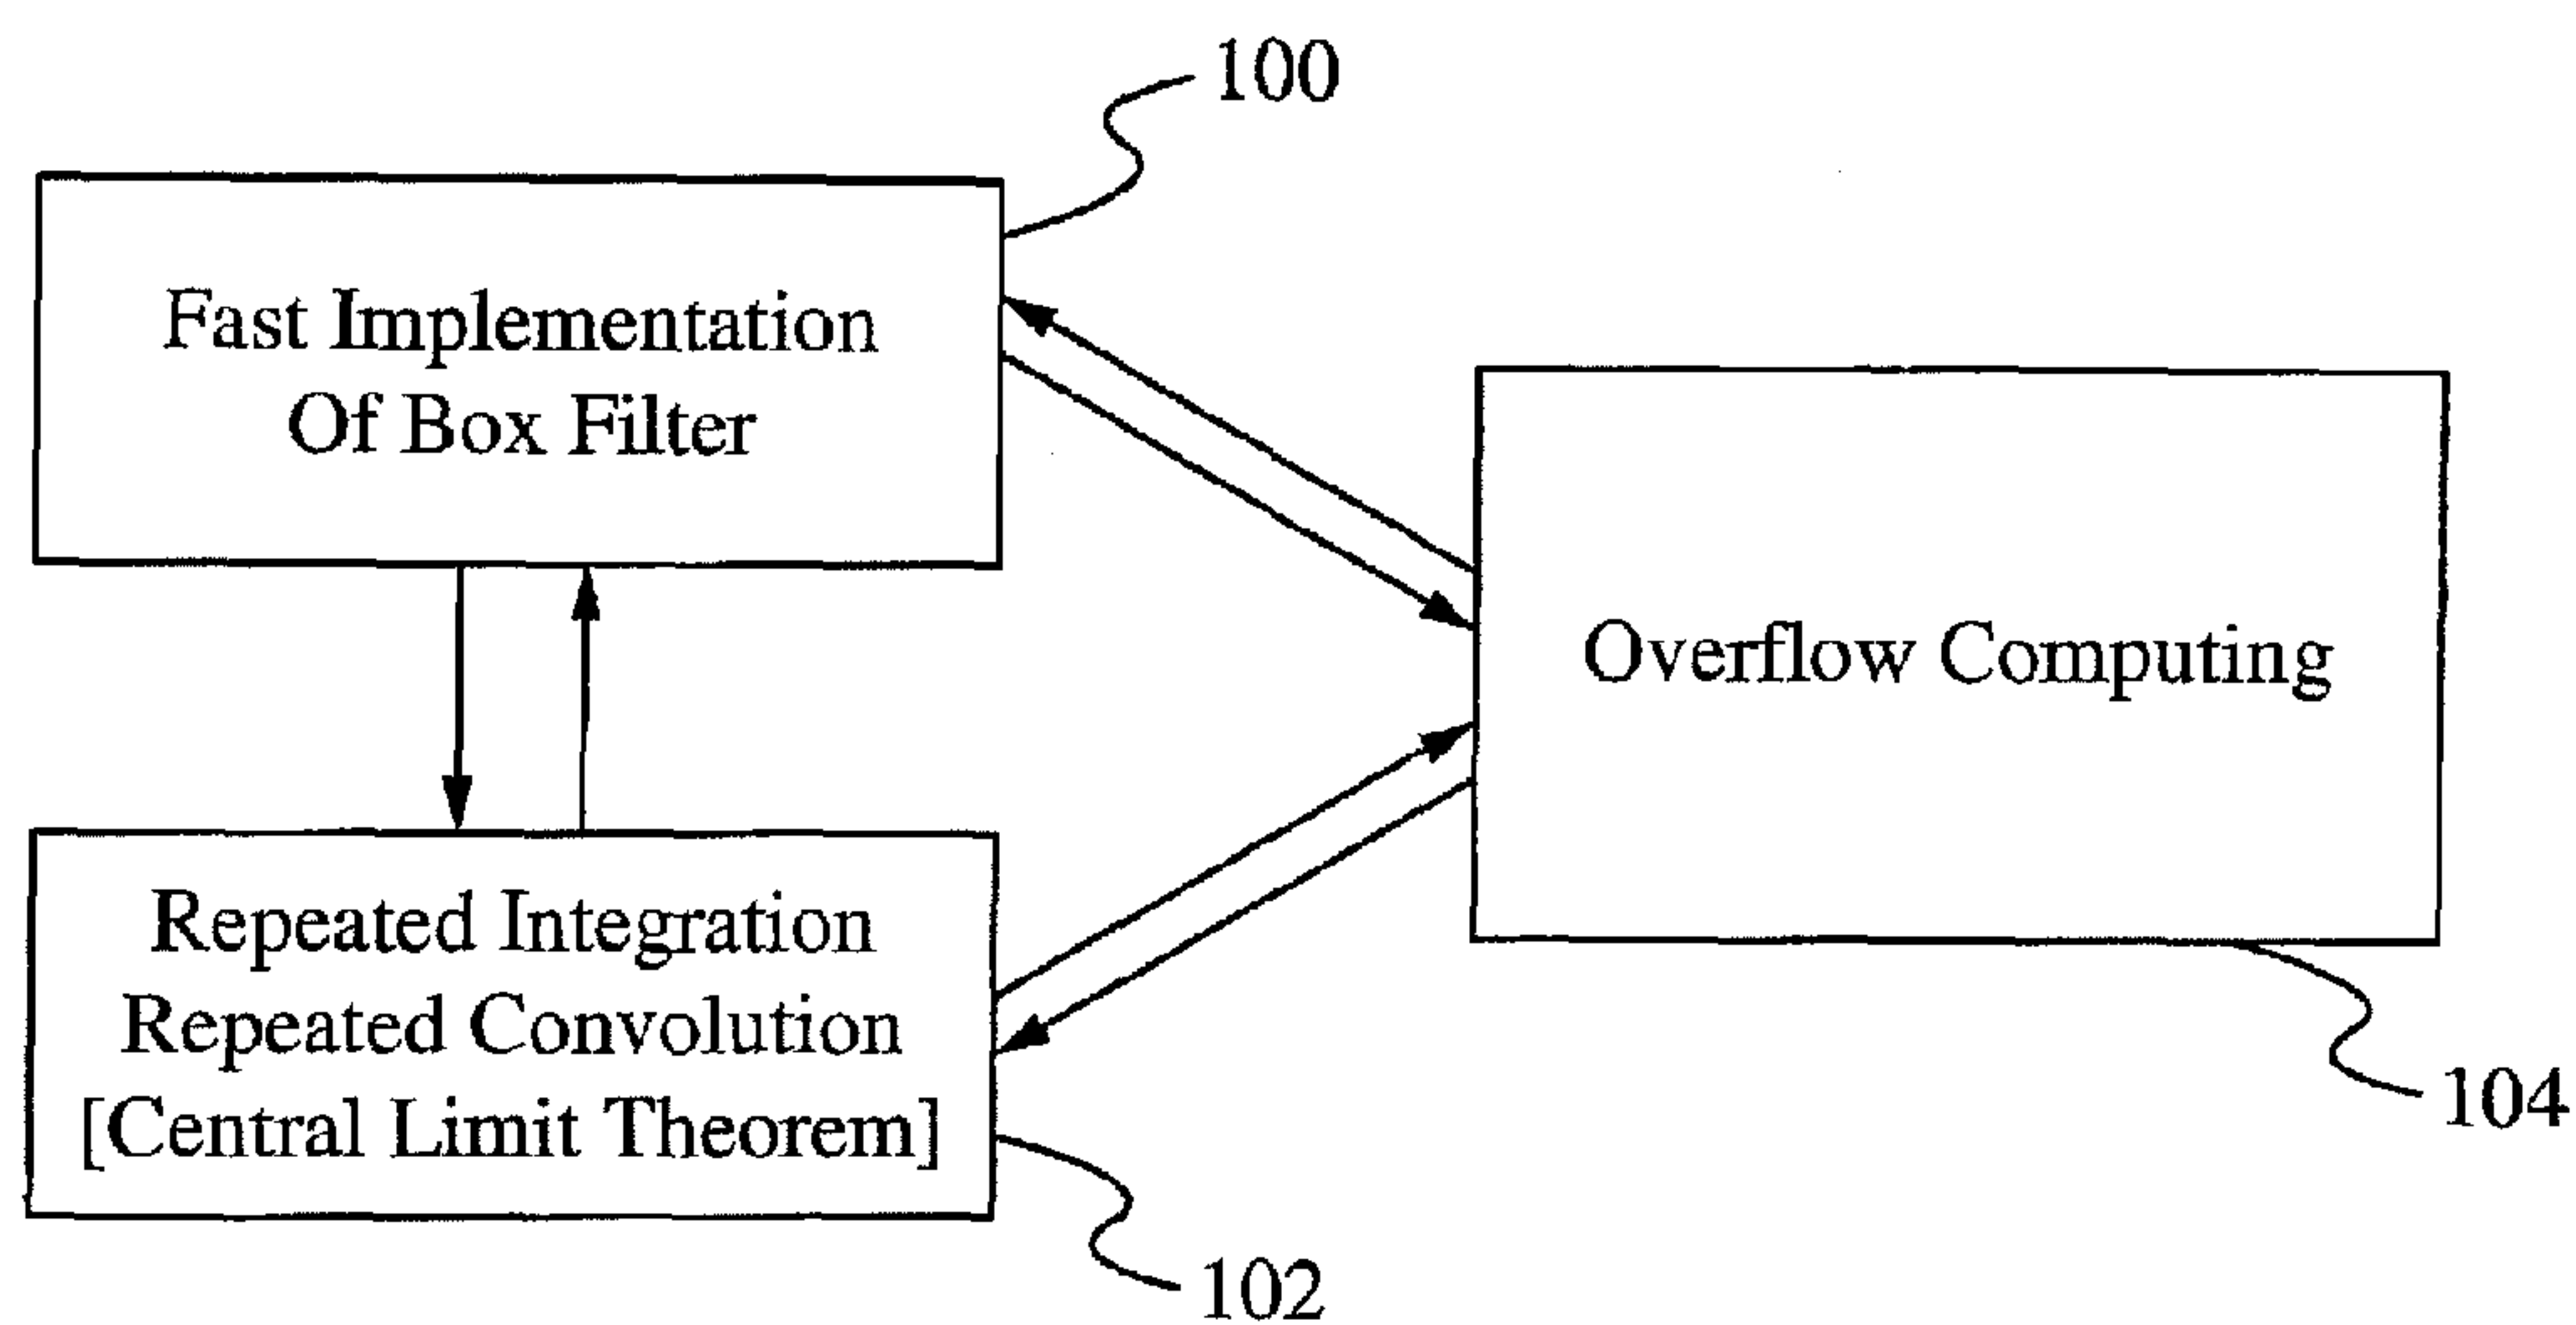 100
Fast Implementation
Of Box Filter
Overflow Computing
Repeated Integration
Repeated Convolution
[Central Limit Theorem]
104
102